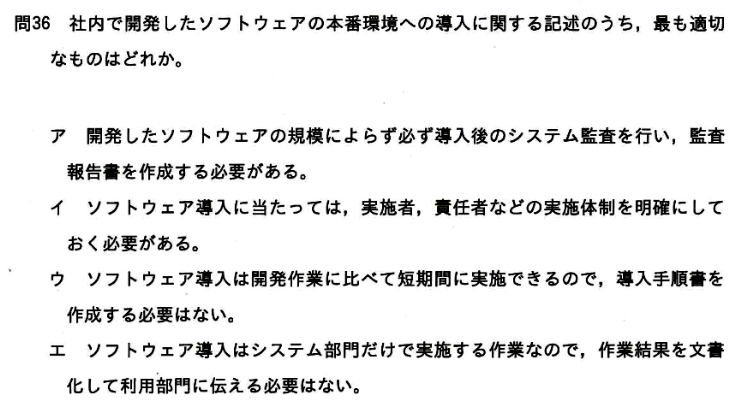 問36 社内で開発したソフトウェアの本番環境への導入に関する記述のうち，最も適切
なものはどれか。
ア 開発したソフトウェアの規模によらず必ず導入後のシステム監査を行い，監査
報告書を作成する必要がある。
イ ソフトウェア導入に当たっては，実施者，責任者などの実施体制を明確にして
おく必要がある。
ウ ソフトウェア導入は開発作業に比べて短期間に実施できるので，導入手順書を
作成する必要はない。
エ ソフトウェア導入はシステム部門だけで実施する作業なので，作業結果を文書
化して利用部門に伝える必要はない。